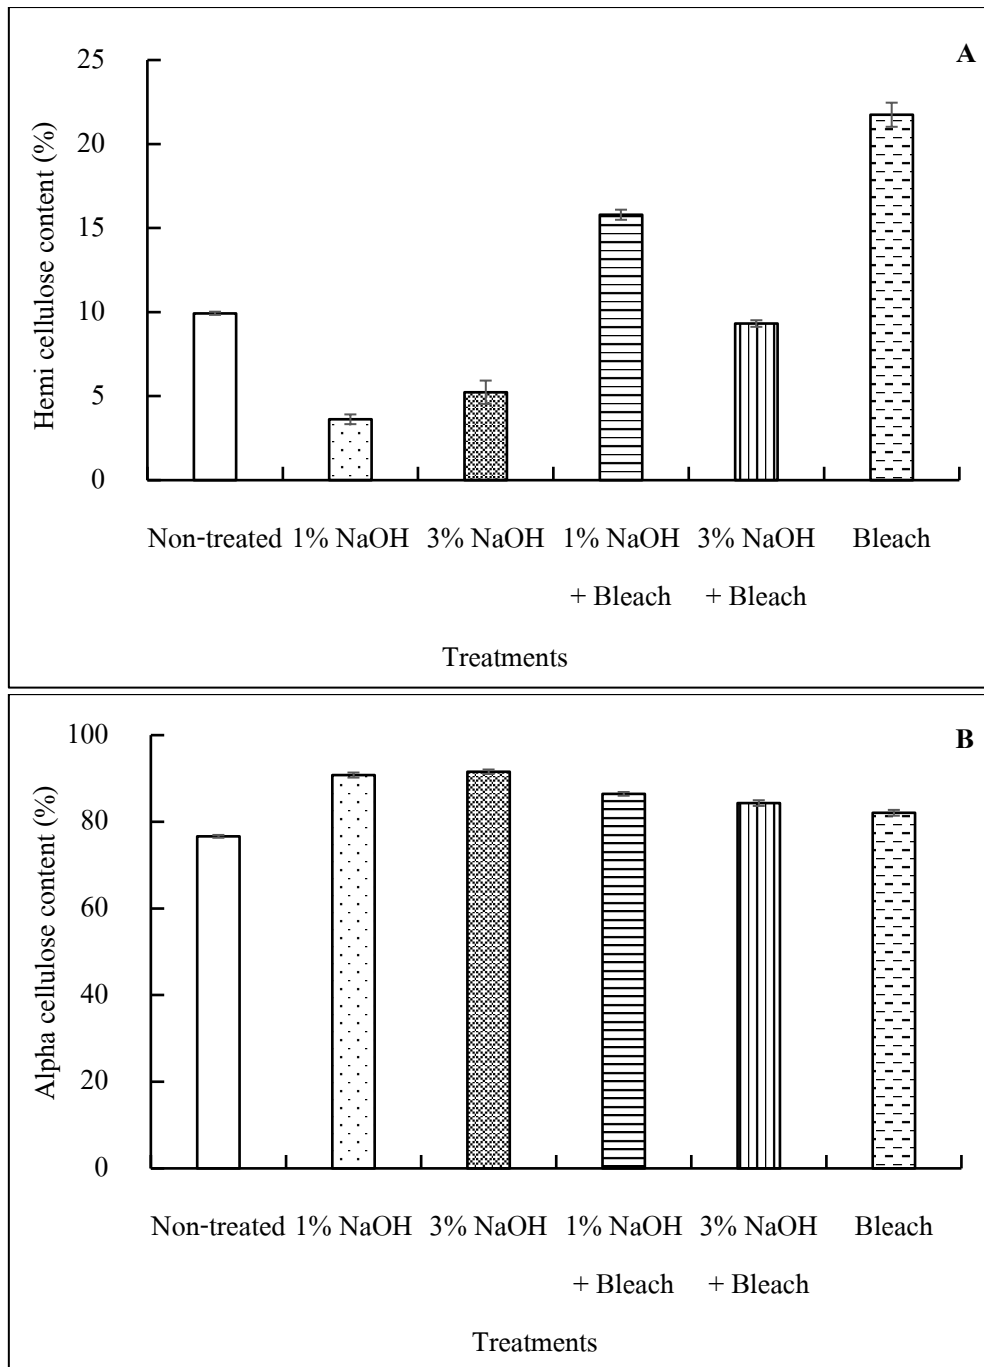 A
Hemi cellulose content (%)
25
20
15
10
5
0
Non-treated 1% NaOH 3% NaOH 1% NaOH 3% NaOH Bleach
+ Bleach + Bleach
Treatments
B
Alpha cellulose content (%)
100
80
60
40
20
0
Non-treated 1% NaOH 3% NaOH 1% NaOH 3% NaOH Bleach
+ Bleach + Bleach
Treatments